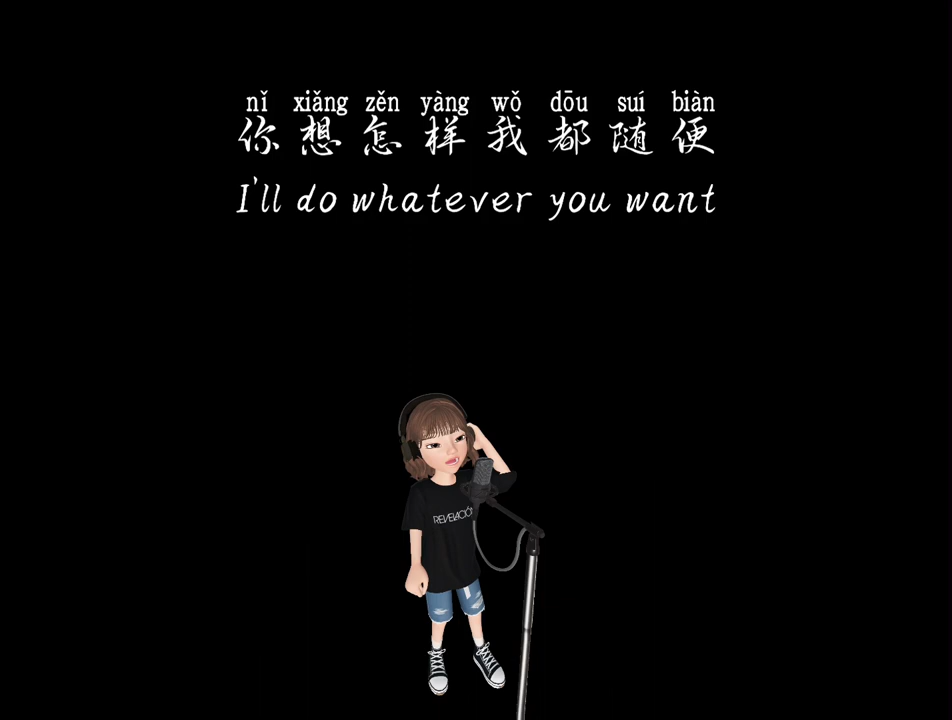 nǐ xiǎng zěn yàng wǒ dōu suí biàn
你想怎样我都随便
I'll do whatever you want
REVELACIÓN